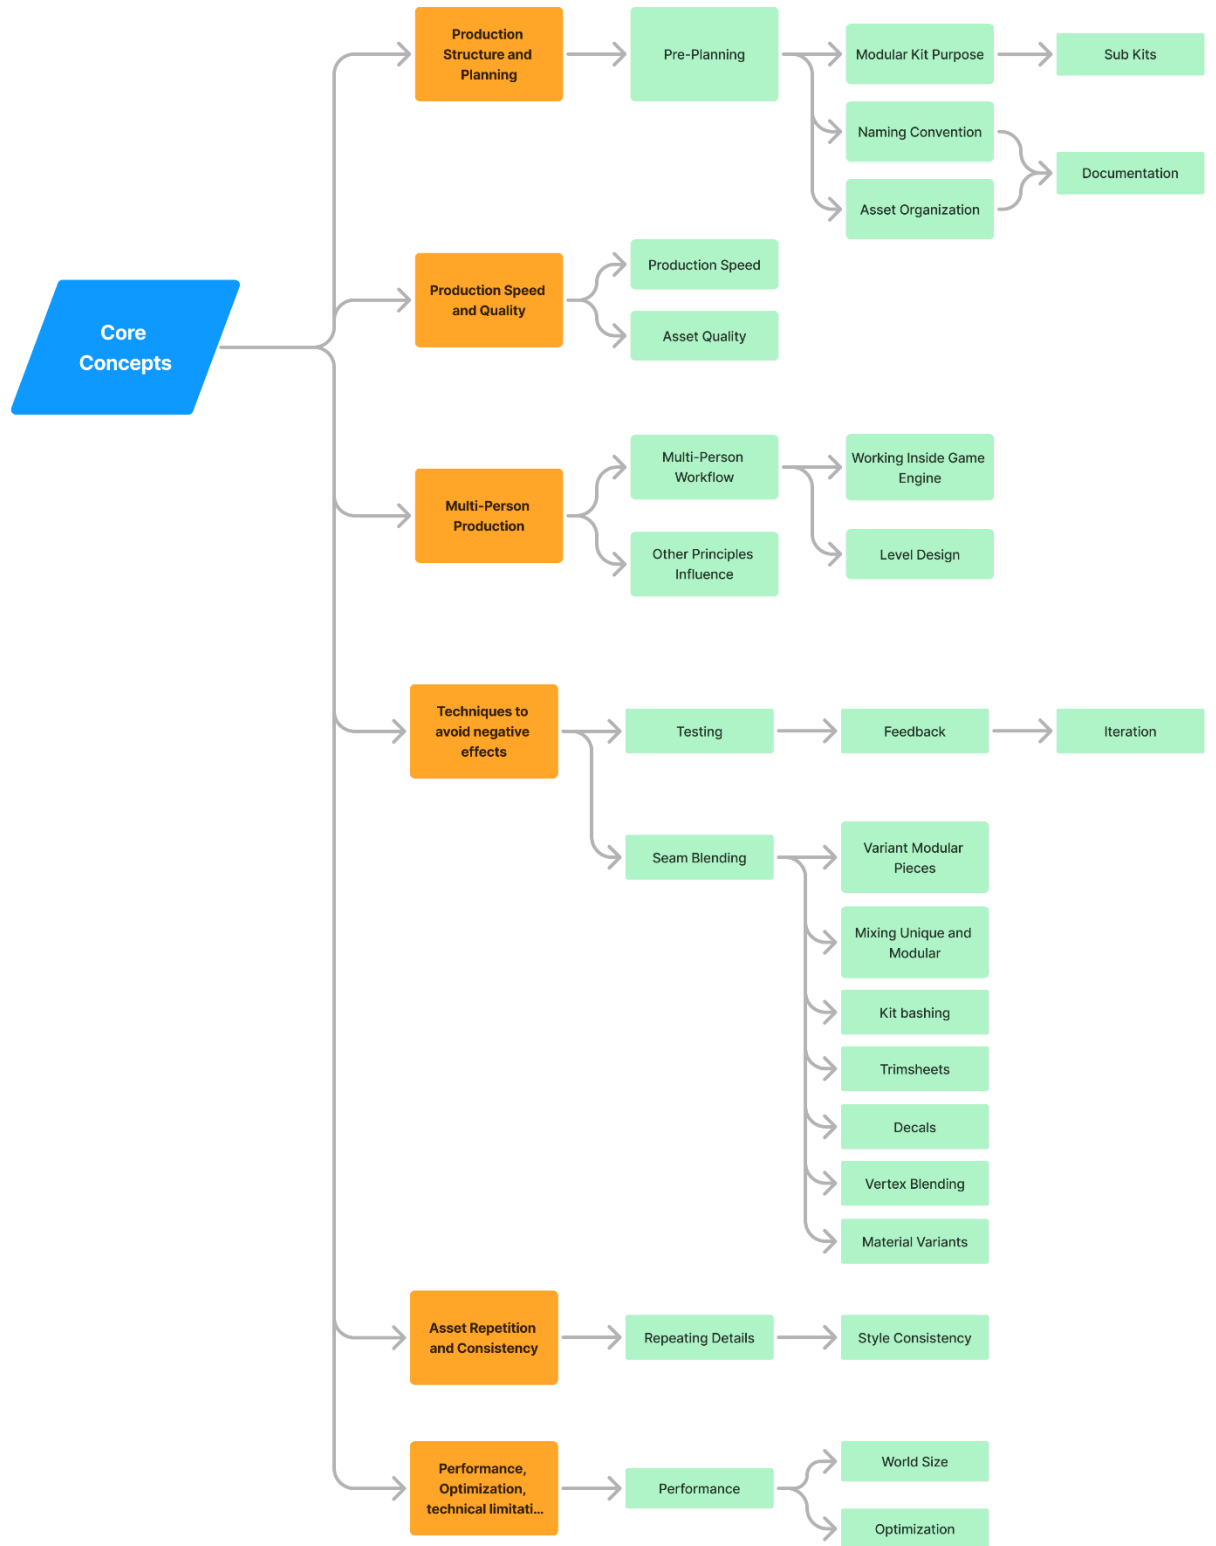 Core
Concepts
Production
Structure and
Planning
Pre-Planning
Modular Kit Purpose
Sub Kits
Naming Convention
Asset Organization
Documentation
Production Speed
and Quality
Production Speed
Asset Quality
Multi-Person
Production
Multi-Person
Workflow
Working Inside Game
Engine
Level Design
Other Principles
Influence
Techniques to
avoid negative
effects
Testing
Feedback
Iteration
Seam Blending
Variant Modular
Pieces
Mixing Unique and
Modular
Kit bashing
Trimsheets
Decals
Vertex Blending
Material Variants
Asset Repetition
and Consistency
Repeating Details
Style Consistency
Performance,
Optimization,
technical limitati...
Performance
World Size
Optimization